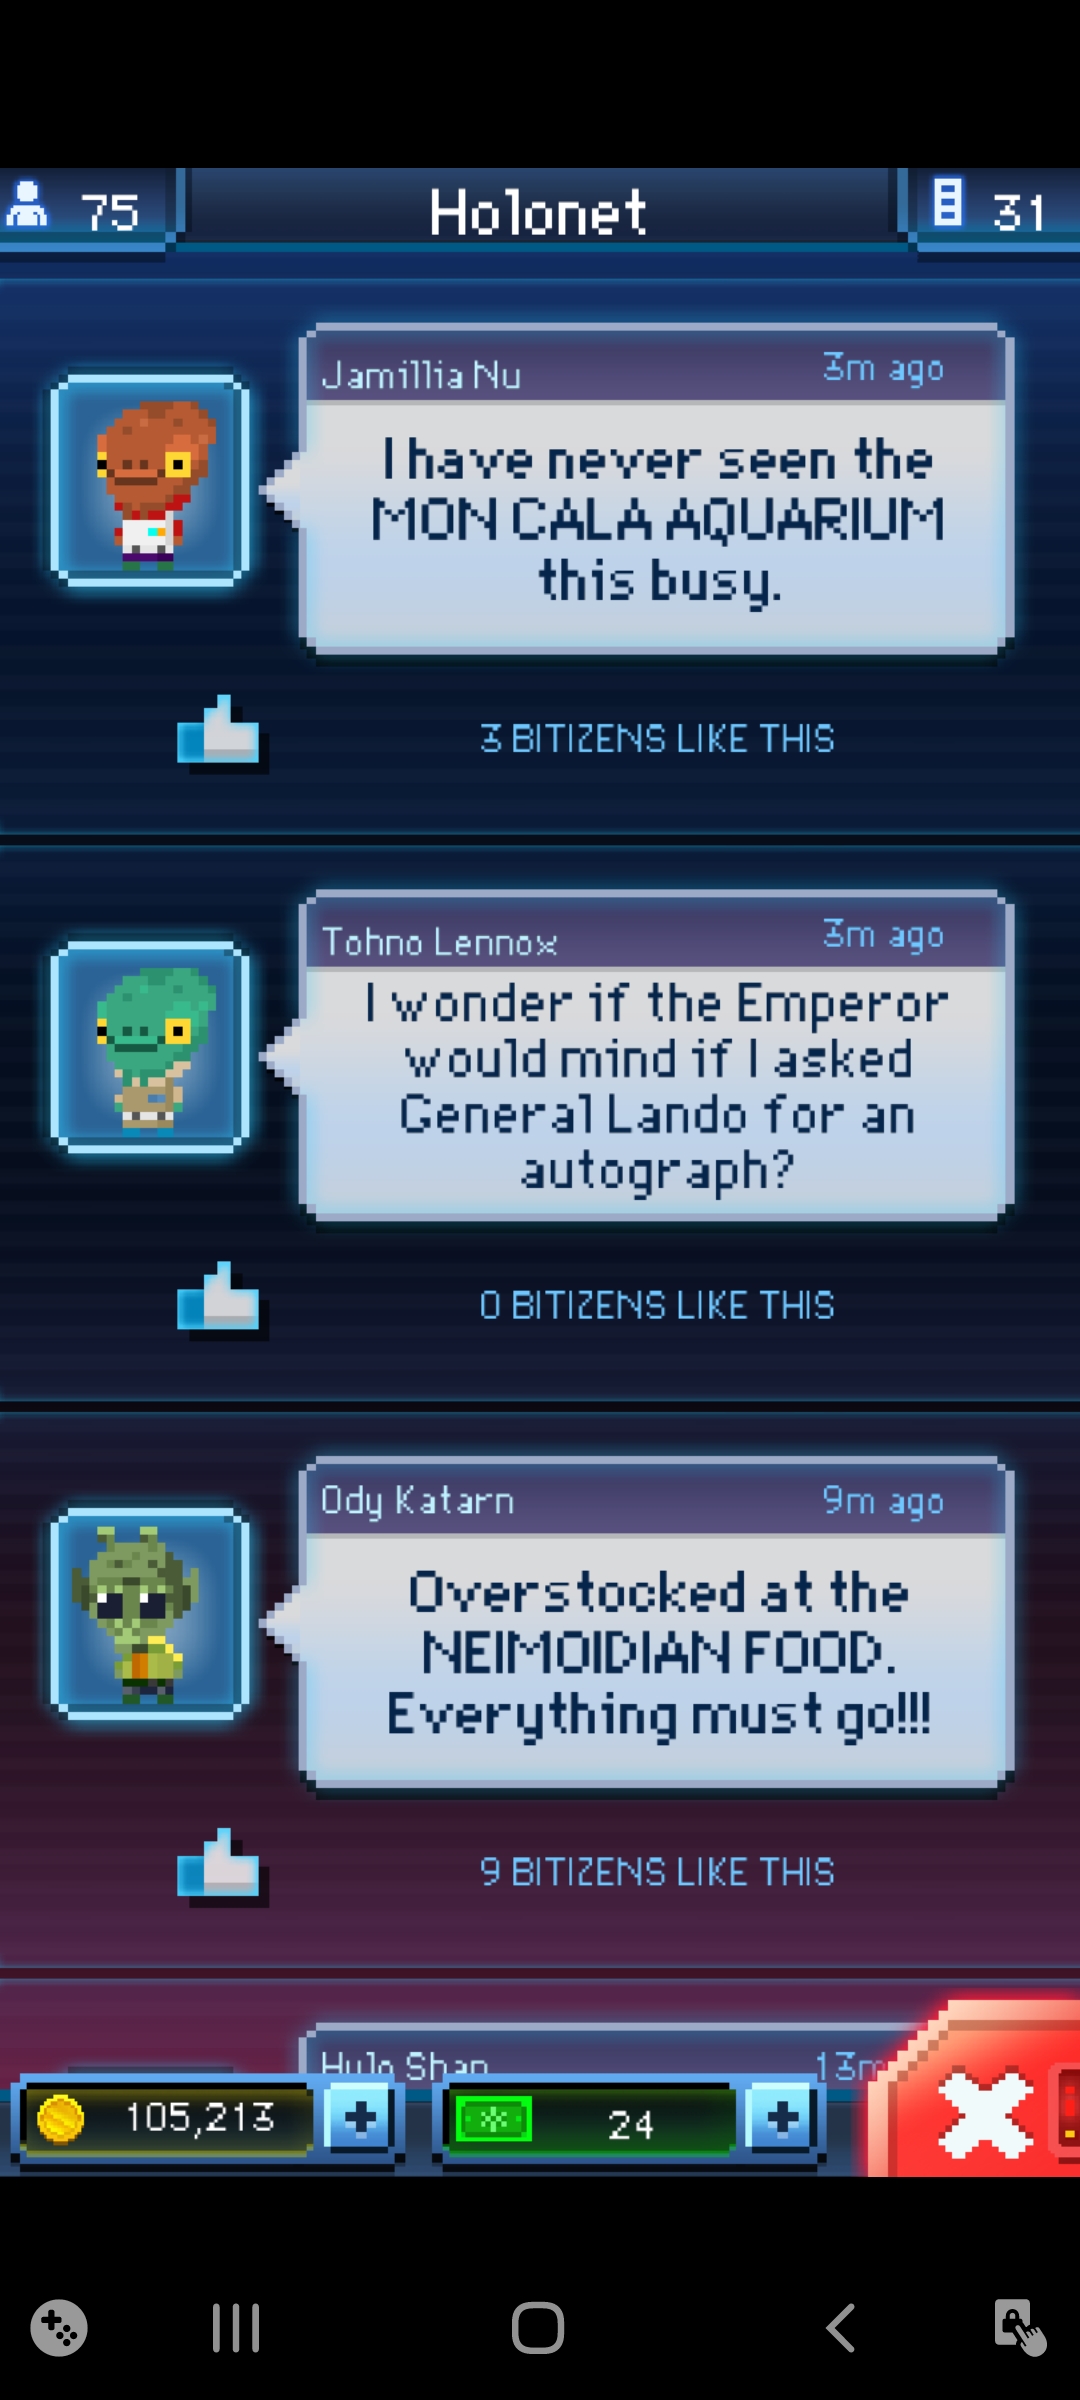 75
Holonet
31
Jamillia Nu
3m ago
I have never seen the
MON CALA AQUARIUM
this busy.
3 BITIZENS LIKE THIS
Tohno Lennox
3m ago
I wonder if the Emperor
would mind if I asked
General Lando for an
autograph?
0 BITIZENS LIKE THIS
Ody Katarn
9m ago
Overstocked at the
NEIMOIDIAN FOOD.
Everything must go!!!
9 BITIZENS LIKE THIS
Hulo Shan
13m
105,213
24